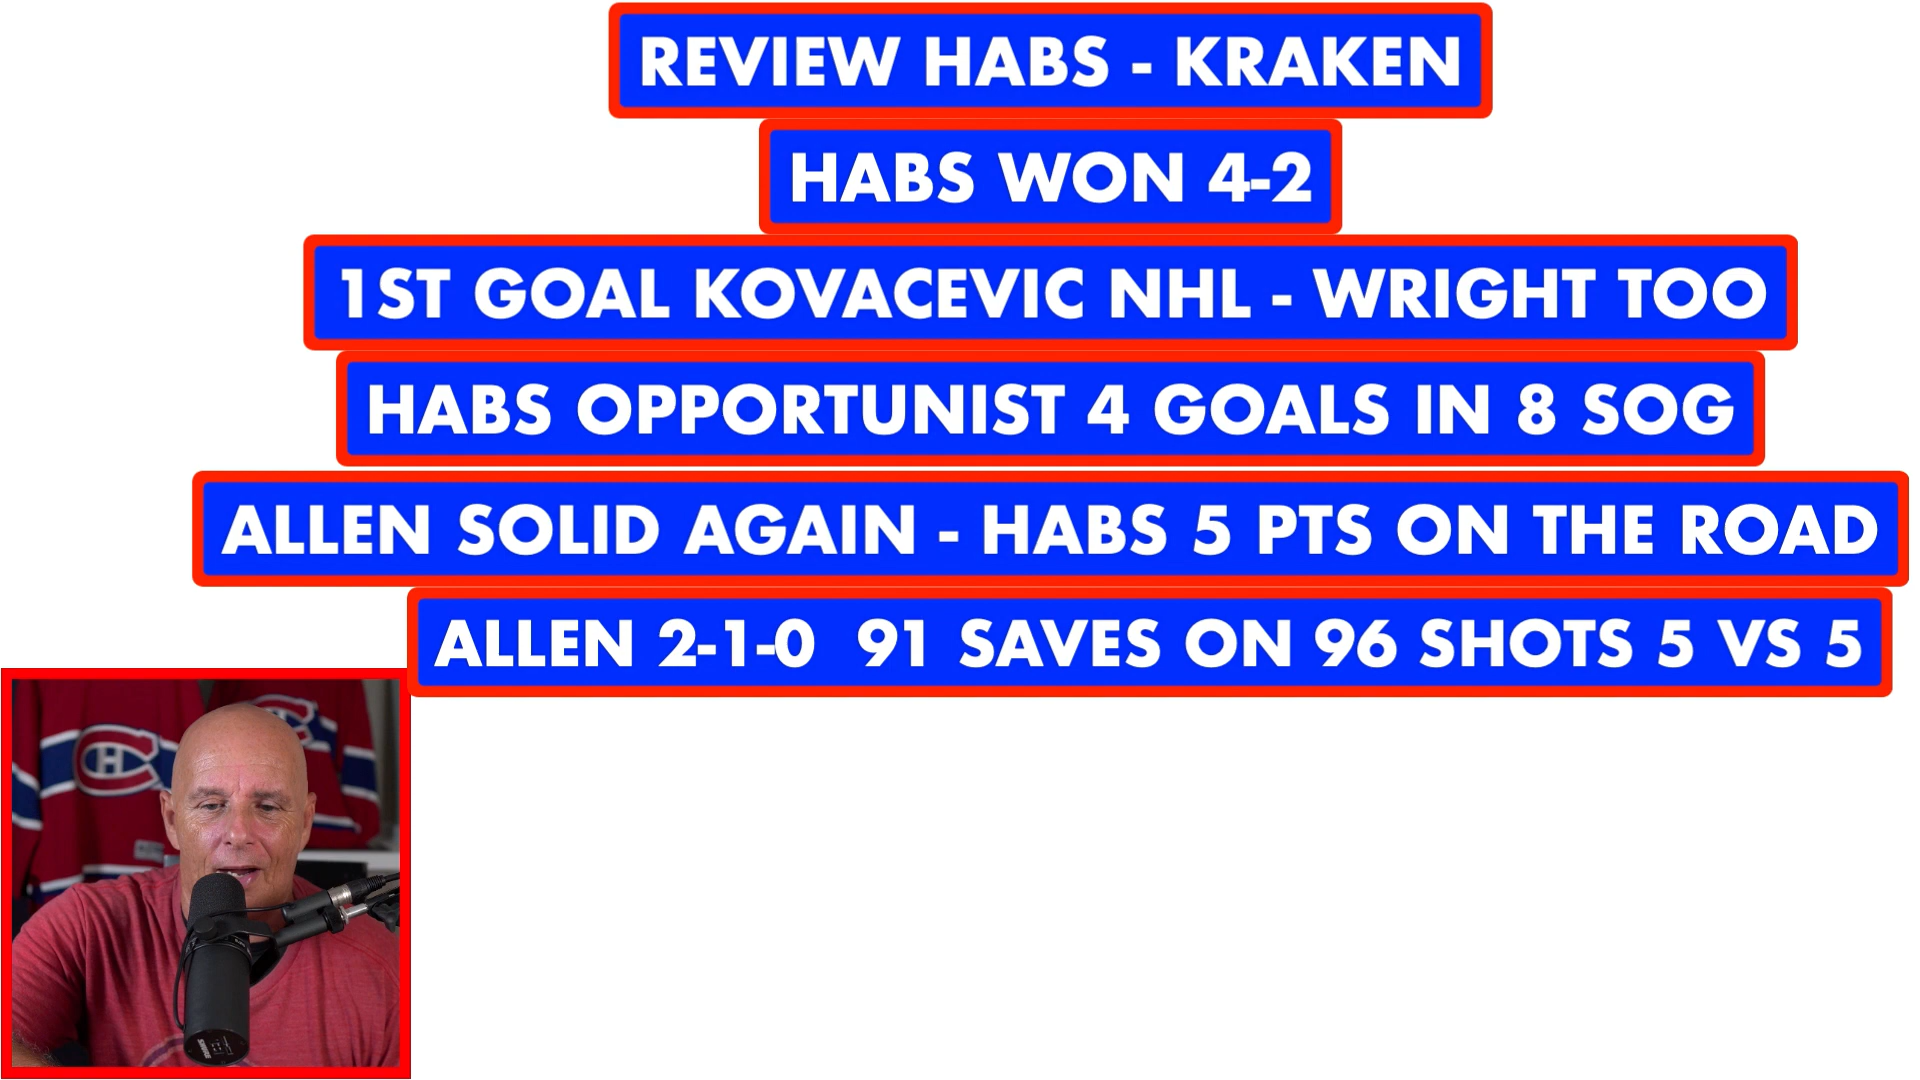 REVIEW HABS - KRAKEN
HABS WON 4-2
1ST GOAL KOVACEVIC NHL - WRIGHT TOO
HABS OPPORTUNIST 4 GOALS IN 8 SOG
ALLEN SOLID AGAIN - HABS 5 PTS ON THE ROAD
ALLEN 2-1-0 91 SAVES ON 96 SHOTS 5 VS 5